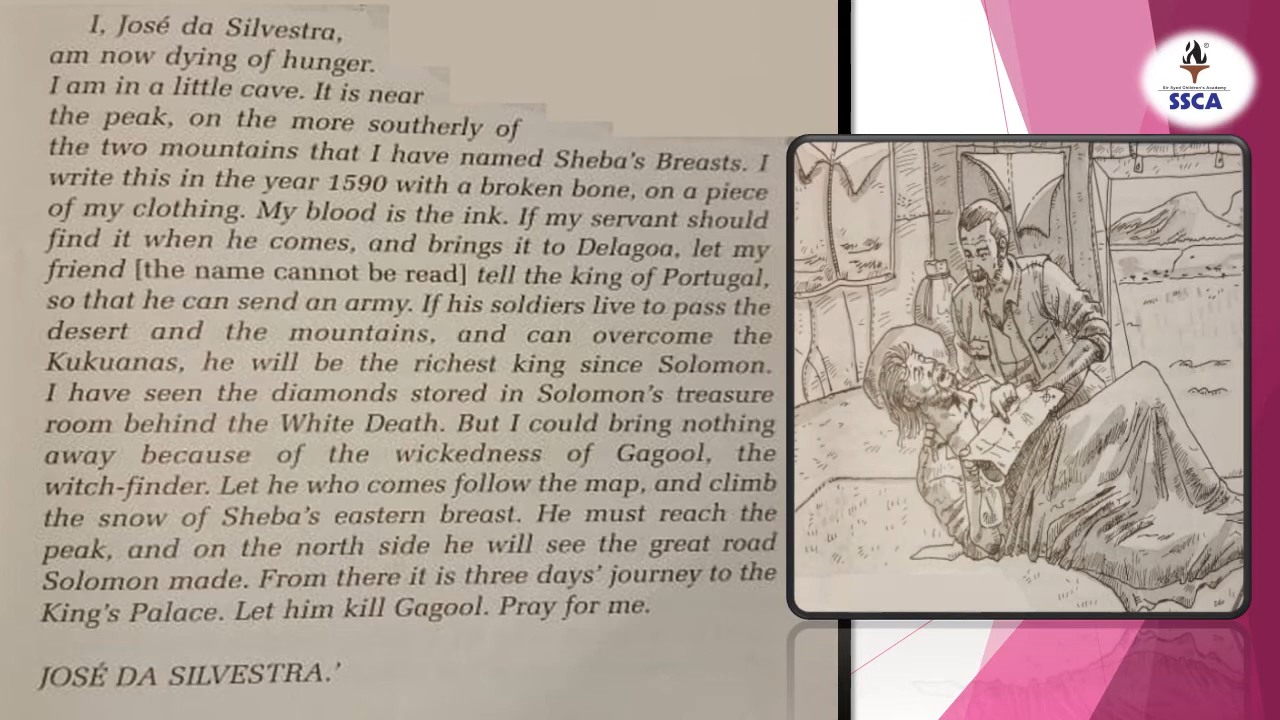 I, José da Silvestra,
am now dying of hunger.
I am in a little cave. It is near
the peak, on the more southerly of
the two mountains that I have named Sheba's Breasts. I
write this in the year 1590 with a broken bone, on a piece
of my clothing. My blood is the ink. If my servant should
find it when he comes, and brings it to Delagoa, let my
friend [the name cannot be read] tell the king of Portugal,
so that he can send an army. If his soldiers live to pass the
desert and the mountains, and can overcome the
Kukuanas, he will be the richest king since Solomon.
I have seen the diamonds stored in Solomon's treasure
room behind the White Death. But I could bring nothing
away because of the wickedness of Gagool, the
witch-finder. Let he who comes follow the map, and climb
the snow of Sheba's eastern breast. He must reach the
peak, and on the north side he will see the great road
Solomon made. From there it is three days' journey to the
King's Palace. Let him kill Gagool. Pray for me.
JOSÉ DA SILVESTRA.'
®
Sir Syed Children's Academy
SSCA